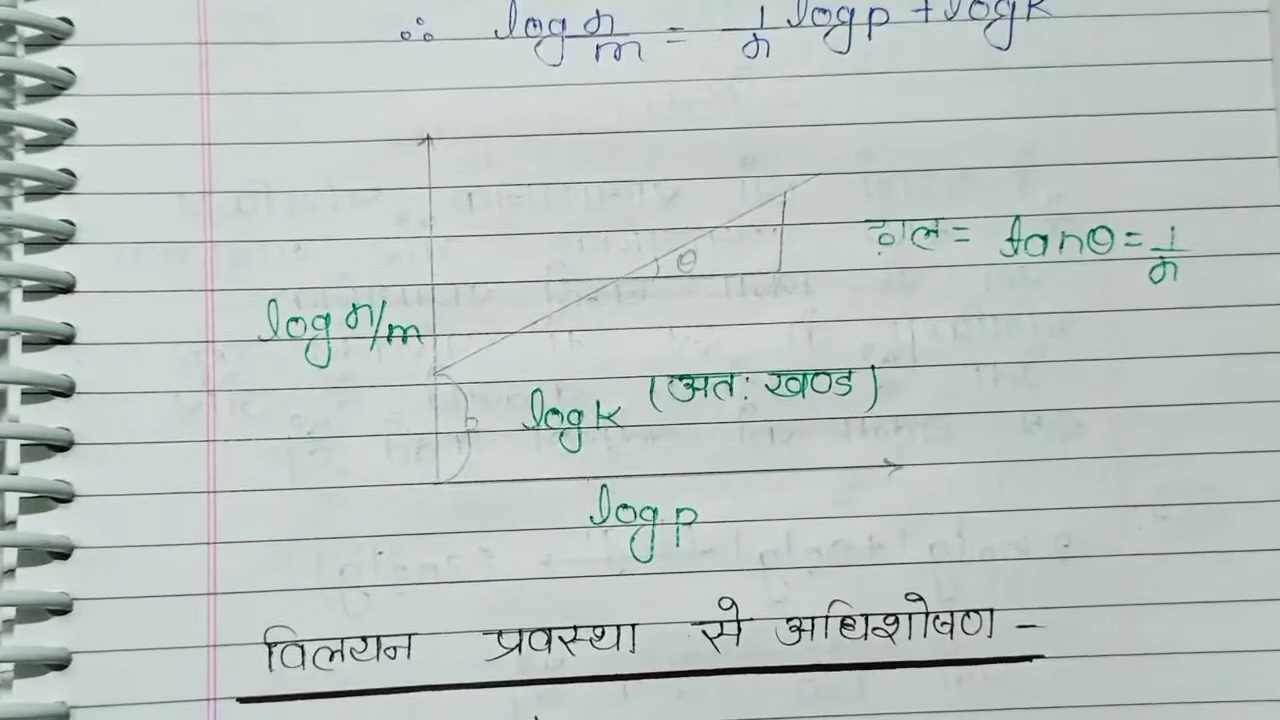 ∴ log x/m = 1/n log p + log k
ढाल = tanθ = 1/n
θ
log x/m
log k (अत: खण्ड)
log p
विलयन प्रवस्था से अधिशोषण -